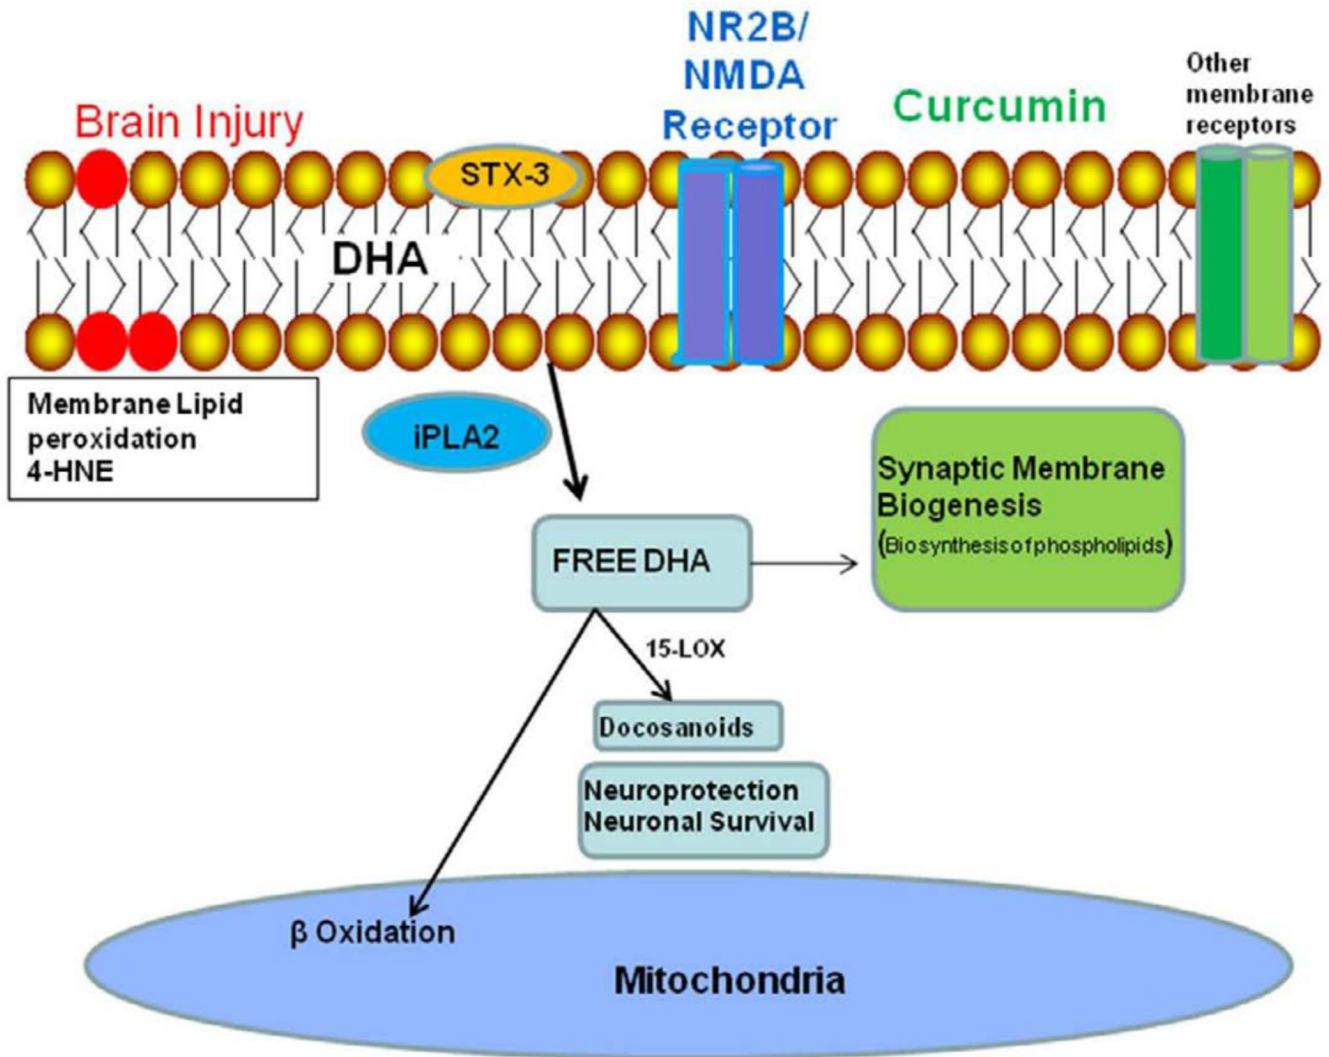 NR2B/
NMDA
Receptor
Brain Injury
Curcumin
Other
membrane
receptors
STX-3
DHA
Membrane Lipid
peroxidation
4-HNE
iPLA2
Synaptic Membrane
Biogenesis
(Biosynthesis of phospholipids)
FREE DHA
15-LOX
Docosanoids
Neuroprotection
Neuronal Survival
β Oxidation
Mitochondria